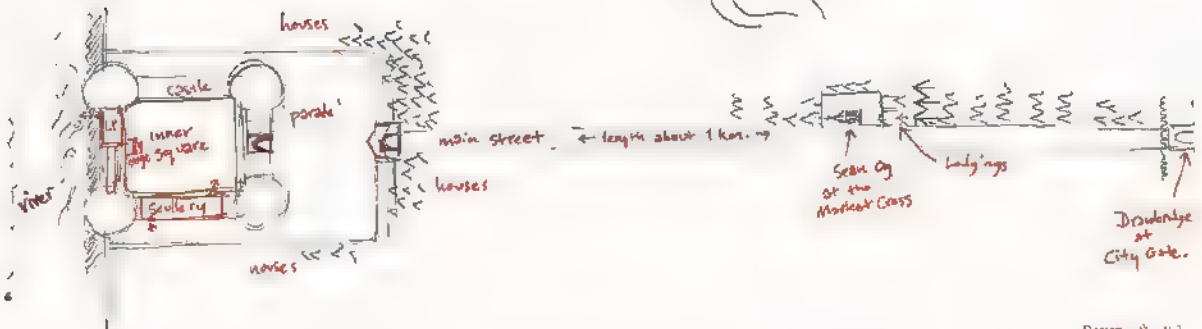 houses
castle
parade
inner
square
main street
← length about 1 km. →
river
scullery
houses
houses
Sean Og
at the
Market Cross
Lodgings
Drawbridge
at
City Gate.